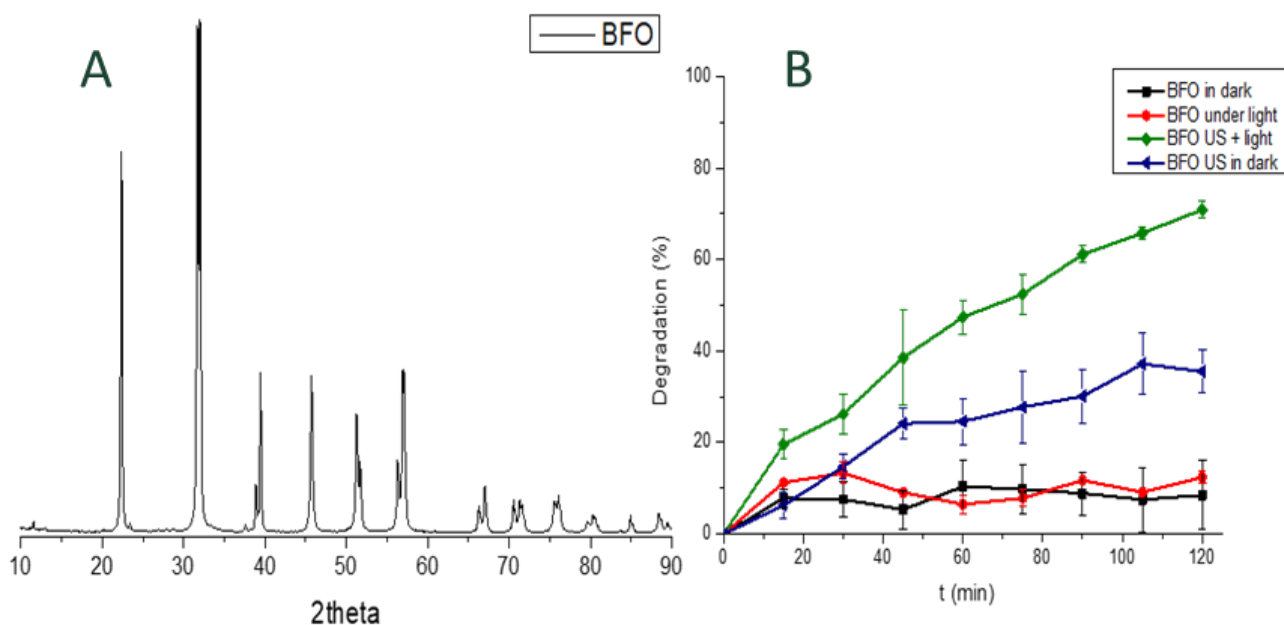 A
BFO
10 20 30 40 50 60 70 80 90
2theta
B
BFO in dark
BFO under light
BFO US + light
BFO US in dark
100
80
60
40
20
0
Degradation (%)
0 20 40 60 80 100 120
t (min)